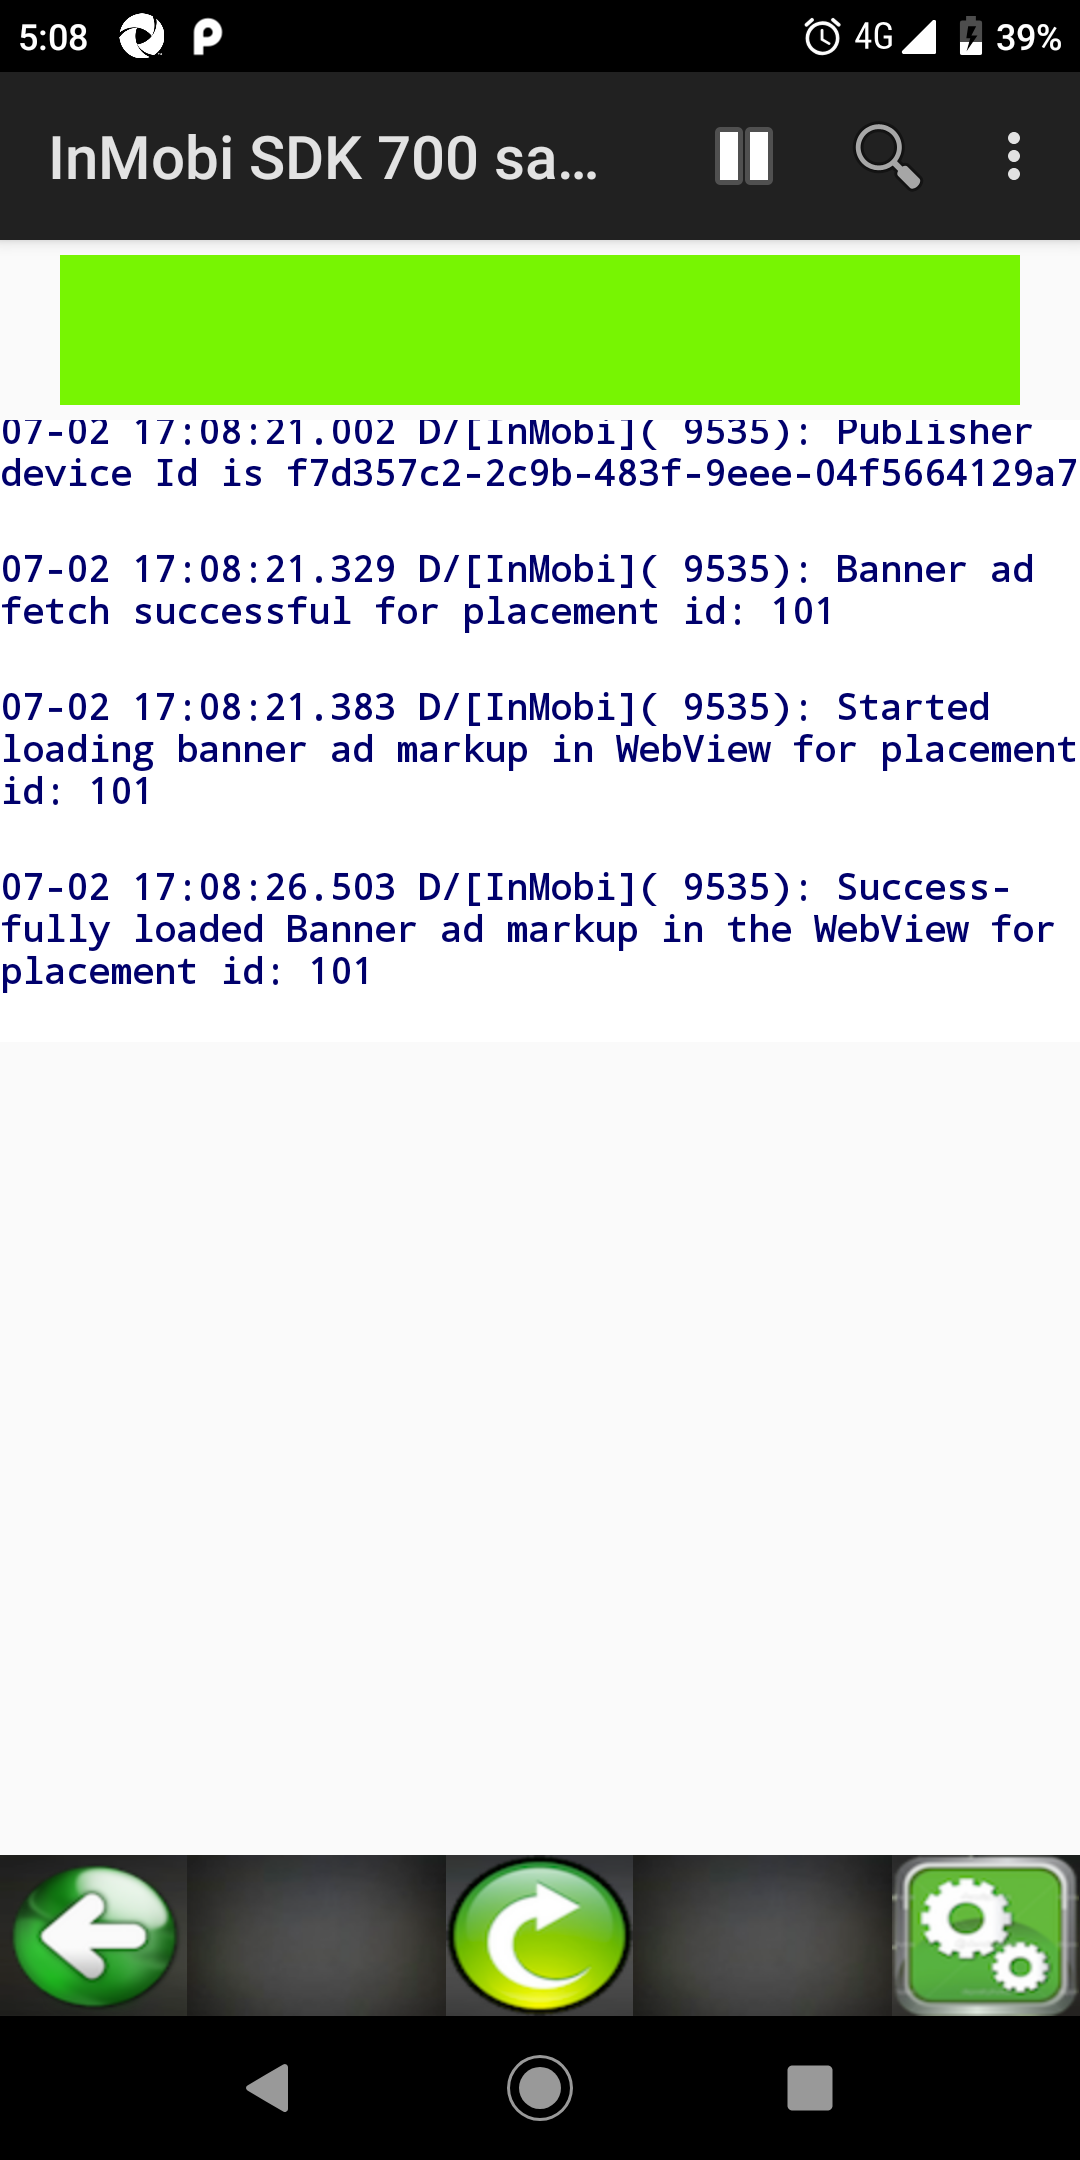 5:08
4G
39%
InMobi SDK 700 sa...
07-02 17:08:21.002 D/[InMobi]( 9535): Publisher
device Id is f7d357c2-2c9b-483f-9eee-04f5664129a7
07-02 17:08:21.329 D/[InMobi]( 9535): Banner ad
fetch successful for placement id: 101
07-02 17:08:21.383 D/[InMobi]( 9535): Started
loading banner ad markup in WebView for placement
id: 101
07-02 17:08:26.503 D/[InMobi]( 9535): Success-
fully loaded Banner ad markup in the WebView for
placement id: 101